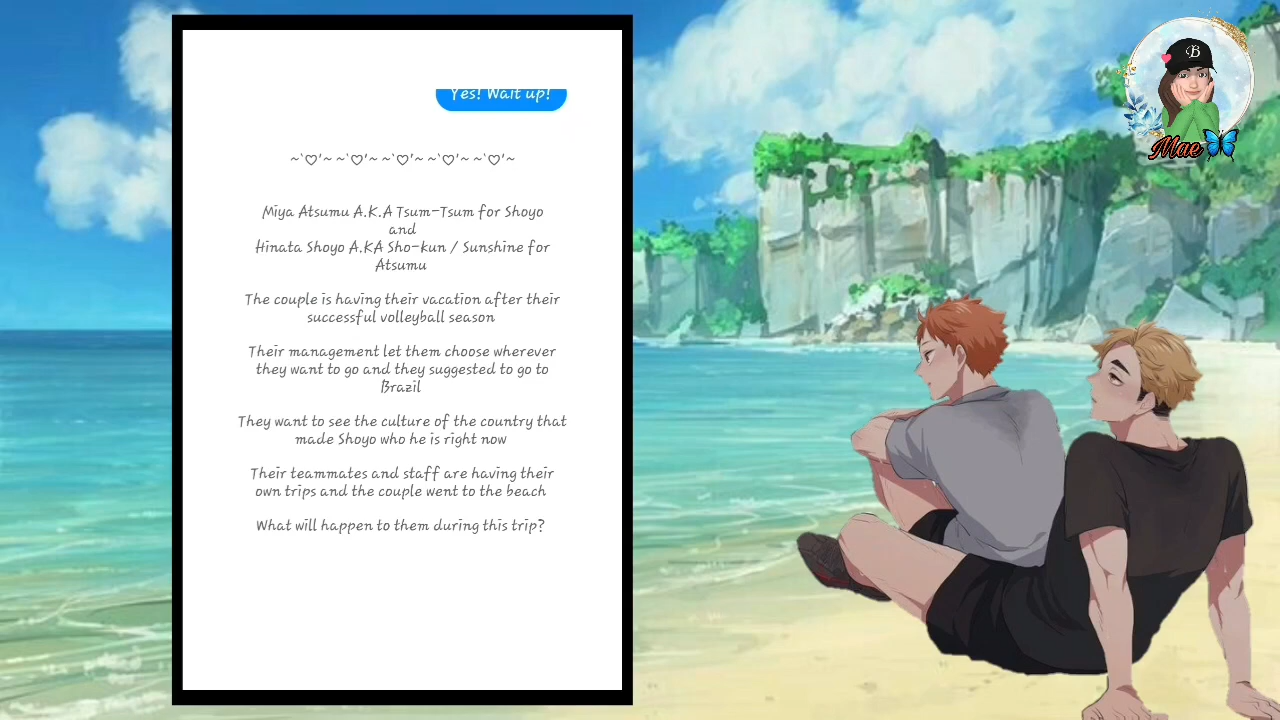 Yes! Wait up!
~`♡'~ ~`♡'~ ~`♡'~ ~`♡'~ ~`♡'~
Miya Atsumu A.K.A Tsum-Tsum for Shoyo
and
Hinata Shoyo A.KA Sho-kun / Sunshine for
Atsumu
The couple is having their vacation after their
successful volleyball season
Their management let them choose wherever
they want to go and they suggested to go to
Brazil
They want to see the culture of the country that
made Shoyo who he is right now
Their teammates and staff are having their
own trips and the couple went to the beach
What will happen to them during this trip?
B
Mae